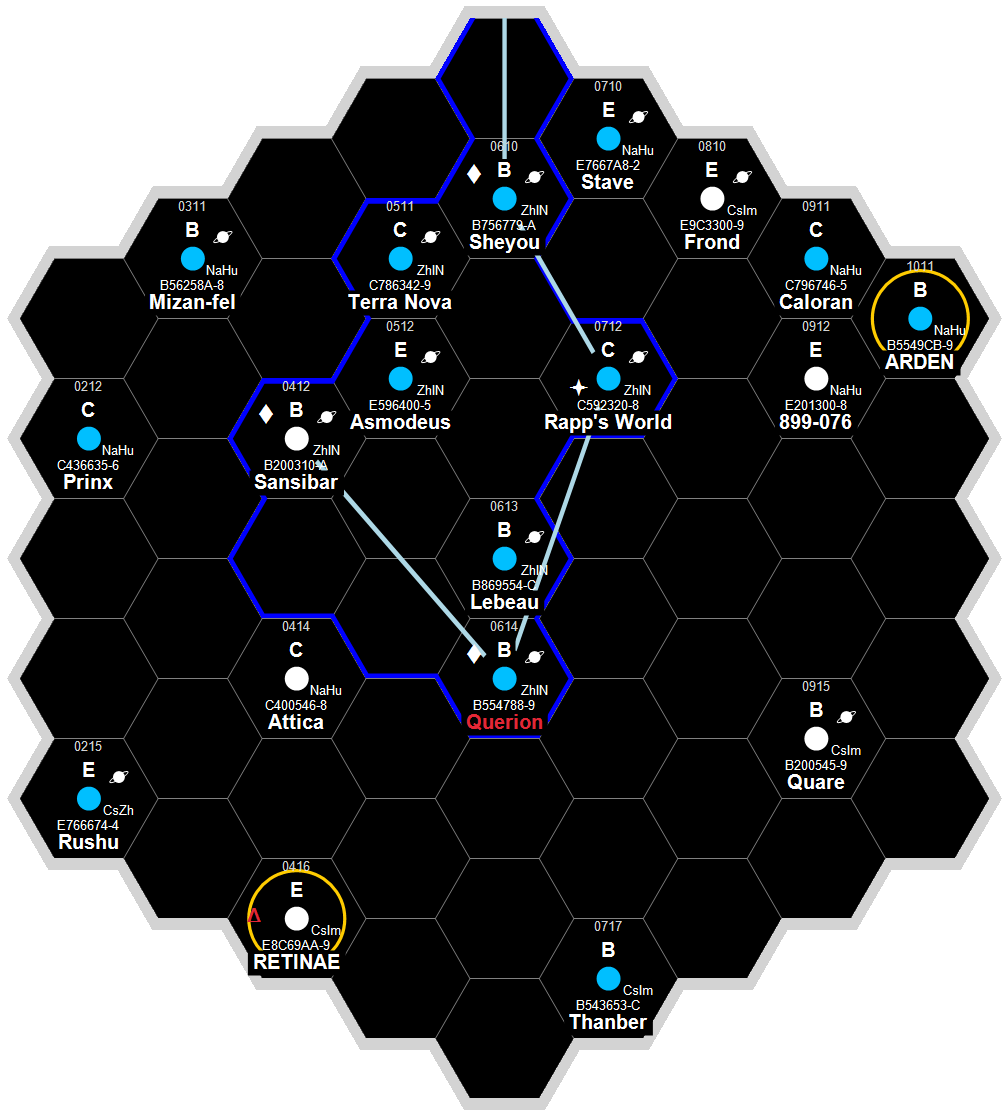 0710
E
NaHu
E7667A8-2
Stave
0610
B
ZhIN
B756779-A
Sheyou
0810
E
CsIm
E9C3300-9
Frond
0311
B
NaHu
B56258A-8
Mizan-fel
0511
C
ZhIN
C786342-9
Terra Nova
0911
C
NaHu
C796746-5
Caloran
1011
B
NaHu
B5549CB-9
ARDEN
0512
E
ZhIN
E596400-5
Asmodeus
0712
C
ZhIN
C592320-8
Rapp's World
0912
E
NaHu
E201300-8
899-076
0212
C
NaHu
C436635-6
Prinx
0412
B
ZhIN
B200310-A
Sansibar
0613
B
ZhIN
B869554-C
Lebeau
0414
C
NaHu
C400546-8
Attica
0614
B
ZhIN
B554788-9
Querion
0915
B
CsIm
B200545-9
Quare
0215
E
CsZh
E766674-4
Rushu
0416
E
CsIm
E8C69AA-9
RETINAE
0717
B
CsIm
B543653-C
Thanber